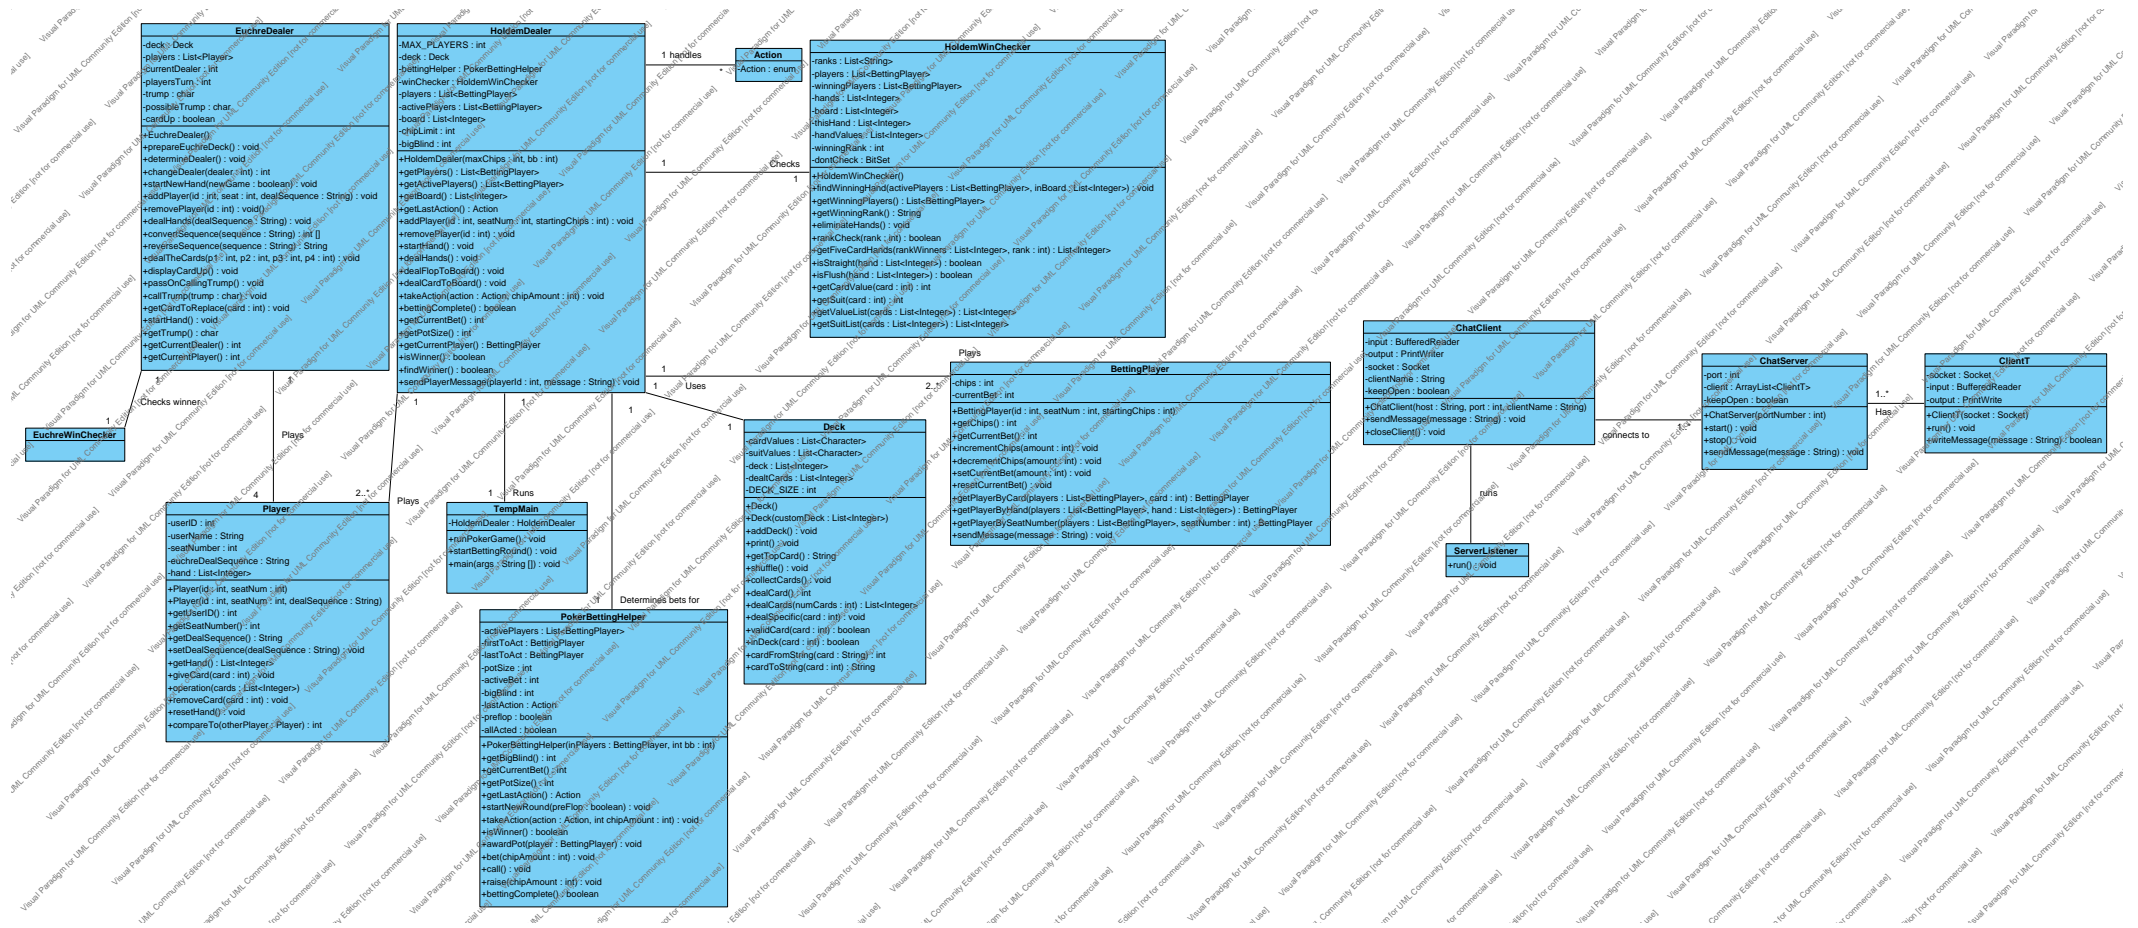 EuchreDealer
-deck : Deck
-players : List<Player>
-currentDealer : int
-playersTurn : int
-trump : char
-possibleTrump : char
-cardUp : boolean
+EuchreDealer()
+prepareEuchreDeck() : void
+determineDealer() : void
+changeDealer(dealer : int) : int
+startNewHand(newGame : boolean) : void
+addPlayer(id : int, seat : int, dealSequence : String) : void
+removePlayer(id : int) : void()
+dealHands(dealSequence : String) : void
+convertSequence(sequence : String) : int []
+reverseSequence(sequence : String) : String
+dealTheCards(p1 : int, p2 : int, p3 : int, p4 : int) : void
+displayCardUp() : void
+passOnCallingTrump() : void
+callTrump(trump : char) : void
+getCardToReplace(card : int) : void
+startHand() : void
+getTrump() : char
+getCurrentDealer() : int
+getCurrentPlayer() : int
HoldemDealer
-MAX_PLAYERS : int
-deck : Deck
-bettingHelper : PokerBettingHelper
-winChecker : HoldemWinChecker
-players : List<BettingPlayer>
-activePlayers : List<BettingPlayer>
-board : List<Integer>
-chipLimit : int
-bigBlind : int
+HoldemDealer(maxChips : int, bb : int)
+getPlayers() : List<BettingPlayer>
+getActivePlayers() : List<BettingPlayer>
+getBoard() : List<Integer>
+getLastAction() : Action
+addPlayer(id : int, seatNum : int, startingChips : int) : void
+removePlayer(id : int) : void
+startHand() : void
+dealHands() : void
+dealFlopToBoard() : void
+dealCardToBoard() : void
+takeAction(action : Action, chipAmount : int) : void
+bettingComplete() : boolean
+getCurrentBet() : int
+getPotSize() : int
+getCurrentPlayer() : BettingPlayer
+isWinner() : boolean
+findWinner() : boolean
+sendPlayerMessage(playerId : int, message : String) : void
1 handles
*
Action
-Action : enum
1
Checks
1
HoldemWinChecker
-ranks : List<String>
-players : List<BettingPlayer>
-winningPlayers : List<BettingPlayer>
-hands : List<Integer>
-board : List<Integer>
-thisHand : List<Integer>
-handValues : List<Integer>
-winningRank : int
-dontCheck : BitSet
+HoldemWinChecker()
+findWinningHand(activePlayers : List<BettingPlayer>, inBoard : List<Integer>) : void
+getWinningPlayers() : List<BettingPlayer>
+getWinningRank() : String
+eliminateHands() : void
+rankCheck(rank : int) : boolean
+getFiveCardHands(rankWinners : List<Integer>, rank : int) : List<Integer>
+isStraight(hand : List<Integer>) : boolean
+isFlush(hand : List<Integer>) : boolean
+getCardValue(card : int) : int
+getSuit(card : int) : int
+getValueList(cards : List<Integer>) : List<Integer>
+getSuitList(cards : List<Integer>) : List<Integer>
1
Checks winner
1
EuchreWinChecker
1
Plays
4
Player
-userID : int
-userName : String
-seatNumber : int
-euchreDealSequence : String
-hand : List<Integer>
+Player(id : int, seatNum : int)
+Player(id : int, seatNum : int, dealSequence : String)
+getUserID() : int
+getSeatNumber() : int
+getDealSequence() : String
+setDealSequence(dealSequence : String) : void
+getHand() : List<Integer>
+giveCard(card : int) : void
+operation(cards : List<Integer>)
+removeCard(card : int) : void
+resetHand() : void
+compareTo(otherPlayer : Player) : int
1
2..*
Plays
1
1
Runs
TempMain
-HoldemDealer : HoldemDealer
+runPokerGame() : void
+startBettingRound() : void
+main(args : String []) : void
1
Determines bets for
1
PokerBettingHelper
-activePlayers : List<BettingPlayer>
-firstToAct : BettingPlayer
-lastToAct : BettingPlayer
-potSize : int
-activeBet : int
-bigBlind : int
-lastAction : Action
-preflop : boolean
-allActed : boolean
+PokerBettingHelper(inPlayers : BettingPlayer, int bb : int)
+getBigBlind() : int
+getCurrentBet() : int
+getPotSize() : int
+getLastAction() : Action
+startNewRound(preFlop : boolean) : void
+takeAction(action : Action, int chipAmount : int) : void
+isWinner() : boolean
+awardPot(player : BettingPlayer) : void
+bet(chipAmount : int) : void
+call() : void
+raise(chipAmount : int) : void
+bettingComplete() : boolean
1
Uses
1
Deck
-cardValues : List<Character>
-suitValues : List<Character>
-deck : List<Integer>
-dealtCards : List<Integer>
-DECK_SIZE : int
+Deck()
+Deck(customDeck : List<Integer>)
+addDeck() : void
+print() : void
+getTopCard() : String
+shuffle() : void
+collectCards() : void
+dealCard() : int
+dealCards(numCards : int) : List<Integer>
+dealSpecific(card : int) : void
+validCard(card : int) : boolean
+inDeck(card : int) : boolean
+cardFromString(card : String) : int
+cardToString(card : int) : String
1
Plays
2..*
BettingPlayer
-chips : int
-currentBet : int
+BettingPlayer(id : int, seatNum : int, startingChips : int)
+getChips() : int
+getCurrentBet() : int
+incrementChips(amount : int) : void
+decrementChips(amount : int) : void
+setCurrentBet(amount : int) : void
+resetCurrentBet() : void
+getPlayerByCard(players : List<BettingPlayer>, card : int) : BettingPlayer
+getPlayerByHand(players : List<BettingPlayer>, hand : List<Integer>) : BettingPlayer
+getPlayerBySeatNumber(players : List<BettingPlayer>, seatNumber : int) : BettingPlayer
+sendMessage(message : String) : void
ChatClient
-input : BufferedReader
-output : PrintWriter
-socket : Socket
-clientName : String
-keepOpen : boolean
+ChatClient(host : String, port : int, clientName : String)
+sendMessage(message : String) : void
+closeClient() : void
connects to
runs
ServerListener
+run() : void
ChatServer
-port : int
-client : ArrayList<ClientT>
-keepOpen : boolean
+ChatServer(portNumber : int)
+start() : void
+stop() : void
+sendMessage(message : String) : void
1..*
Has
ClientT
-socket : Socket
-input : BufferedReader
-output : PrintWrite
+ClientT(socket : Socket)
+run() : void
+writeMessage(message : String) : boolean
Visual Paradigm for UML Community Edition [not for commercial use]